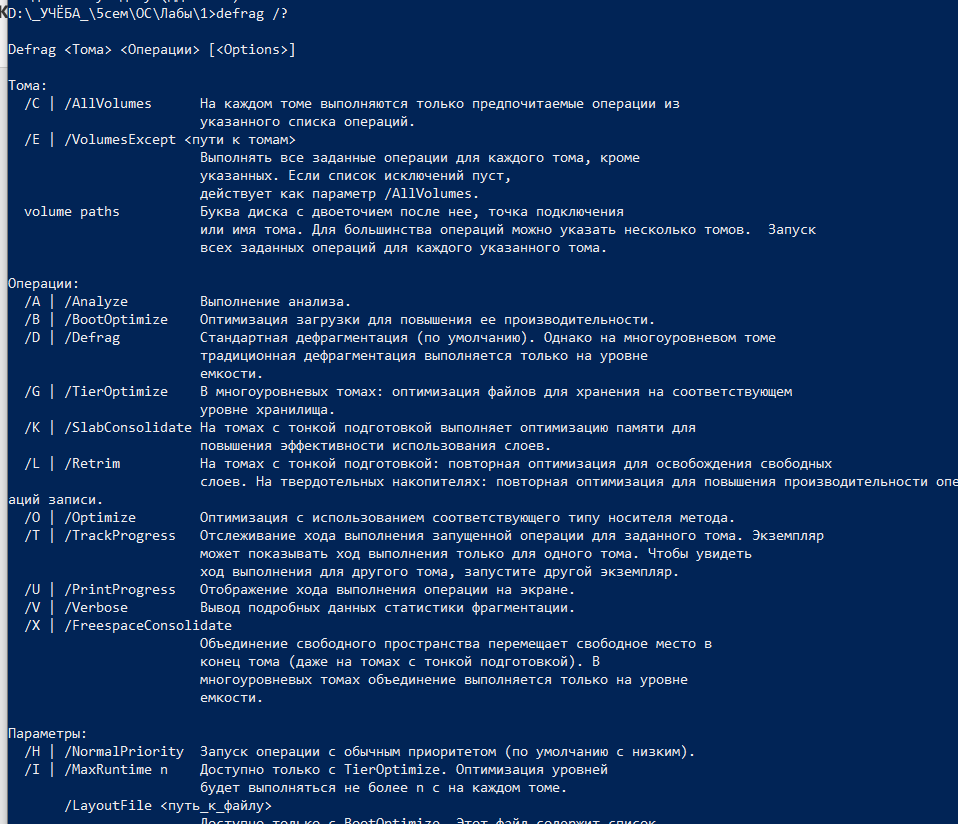 D:\_УЧЁБА_\5сем\ОС\Лабы\1>defrag /?
Defrag <Тома> <Операции> [<Options>]
Тома:
/C | /AllVolumes На каждом томе выполняются только предпочитаемые операции из
указанного списка операций.
/E | /VolumesExcept <пути к томам>
Выполнять все заданные операции для каждого тома, кроме
указанных. Если список исключений пуст,
действует как параметр /AllVolumes.
volume paths Буква диска с двоеточием после нее, точка подключения
или имя тома. Для большинства операций можно указать несколько томов. Запуск
всех заданных операций для каждого указанного тома.
Операции:
/A | /Analyze Выполнение анализа.
/B | /BootOptimize Оптимизация загрузки для повышения ее производительности.
/D | /Defrag Стандартная дефрагментация (по умолчанию). Однако на многоуровневом томе
традиционная дефрагментация выполняется только на уровне
емкости.
/G | /TierOptimize В многоуровневых томах: оптимизация файлов для хранения на соответствующем
уровне хранилища.
/K | /SlabConsolidate На томах с тонкой подготовкой выполняет оптимизацию памяти для
повышения эффективности использования слоев.
/L | /Retrim На томах с тонкой подготовкой: повторная оптимизация для освобождения свободных
слоев. На твердотельных накопителях: повторная оптимизация для повышения производительности опе
аций записи.
/O | /Optimize Оптимизация с использованием соответствующего типу носителя метода.
/T | /TrackProgress Отслеживание хода выполнения запущенной операции для заданного тома. Экземпляр
может показывать ход выполнения только для одного тома. Чтобы увидеть
ход выполнения для другого тома, запустите другой экземпляр.
/U | /PrintProgress Отображение хода выполнения операции на экране.
/V | /Verbose Вывод подробных данных статистики фрагментации.
/X | /FreespaceConsolidate
Объединение свободного пространства перемещает свободное место в
конец тома (даже на томах с тонкой подготовкой). В
многоуровневых томах объединение выполняется только на уровне
емкости.
Параметры:
/H | /NormalPriority Запуск операции с обычным приоритетом (по умолчанию с низким).
/I | /MaxRuntime n Доступно только с TierOptimize. Оптимизация уровней
будет выполняться не более n с на каждом томе.
/LayoutFile <путь_к_файлу>
Доступно только с BootOptimize. Этот файл содержит список